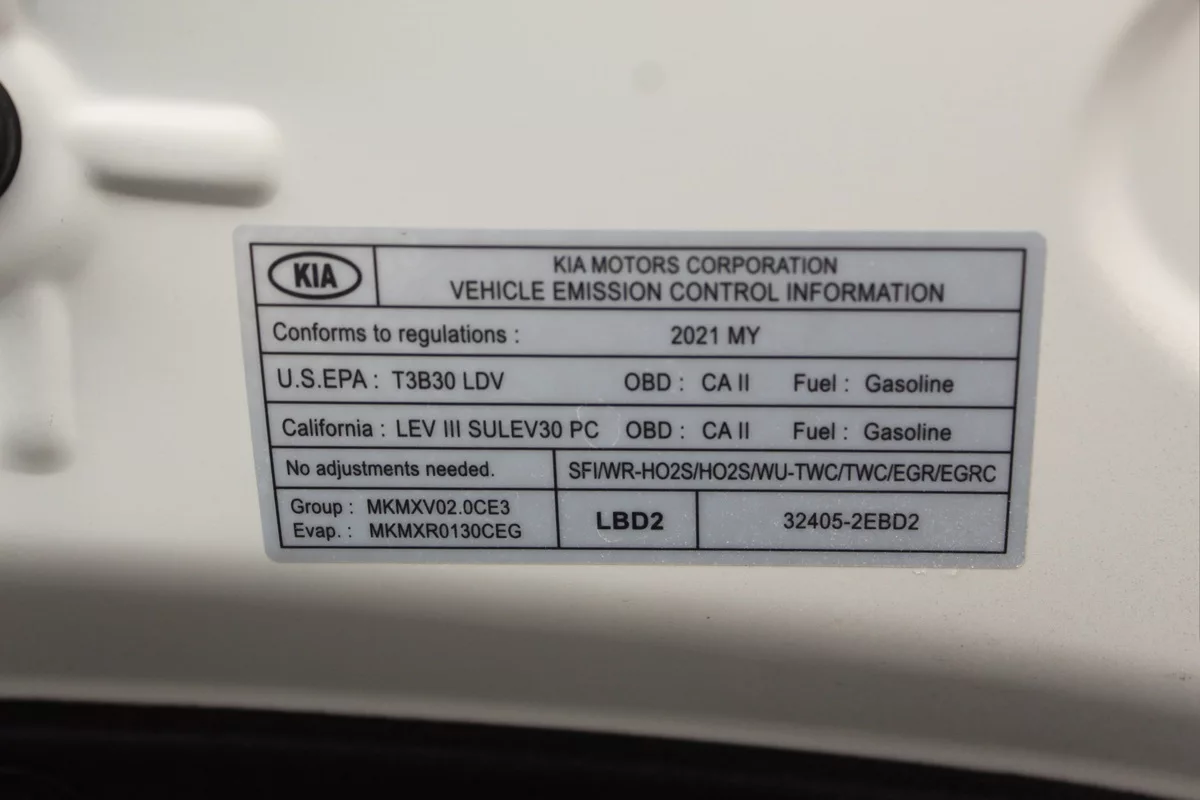 KIA
KIA MOTORS CORPORATION
VEHICLE EMISSION CONTROL INFORMATION
Conforms to regulations : 2021 MY
U.S.EPA : T3B30 LDV OBD : CA II Fuel : Gasoline
California : LEV III SULEV30 PC OBD : CA II Fuel : Gasoline
No adjustments needed. SFI/WR-HO2S/HO2S/WU-TWC/TWC/EGR/EGRC
Group : MKMXV02.0CE3
Evap. : MKMXR0130CEG
LBD2 32405-2EBD2